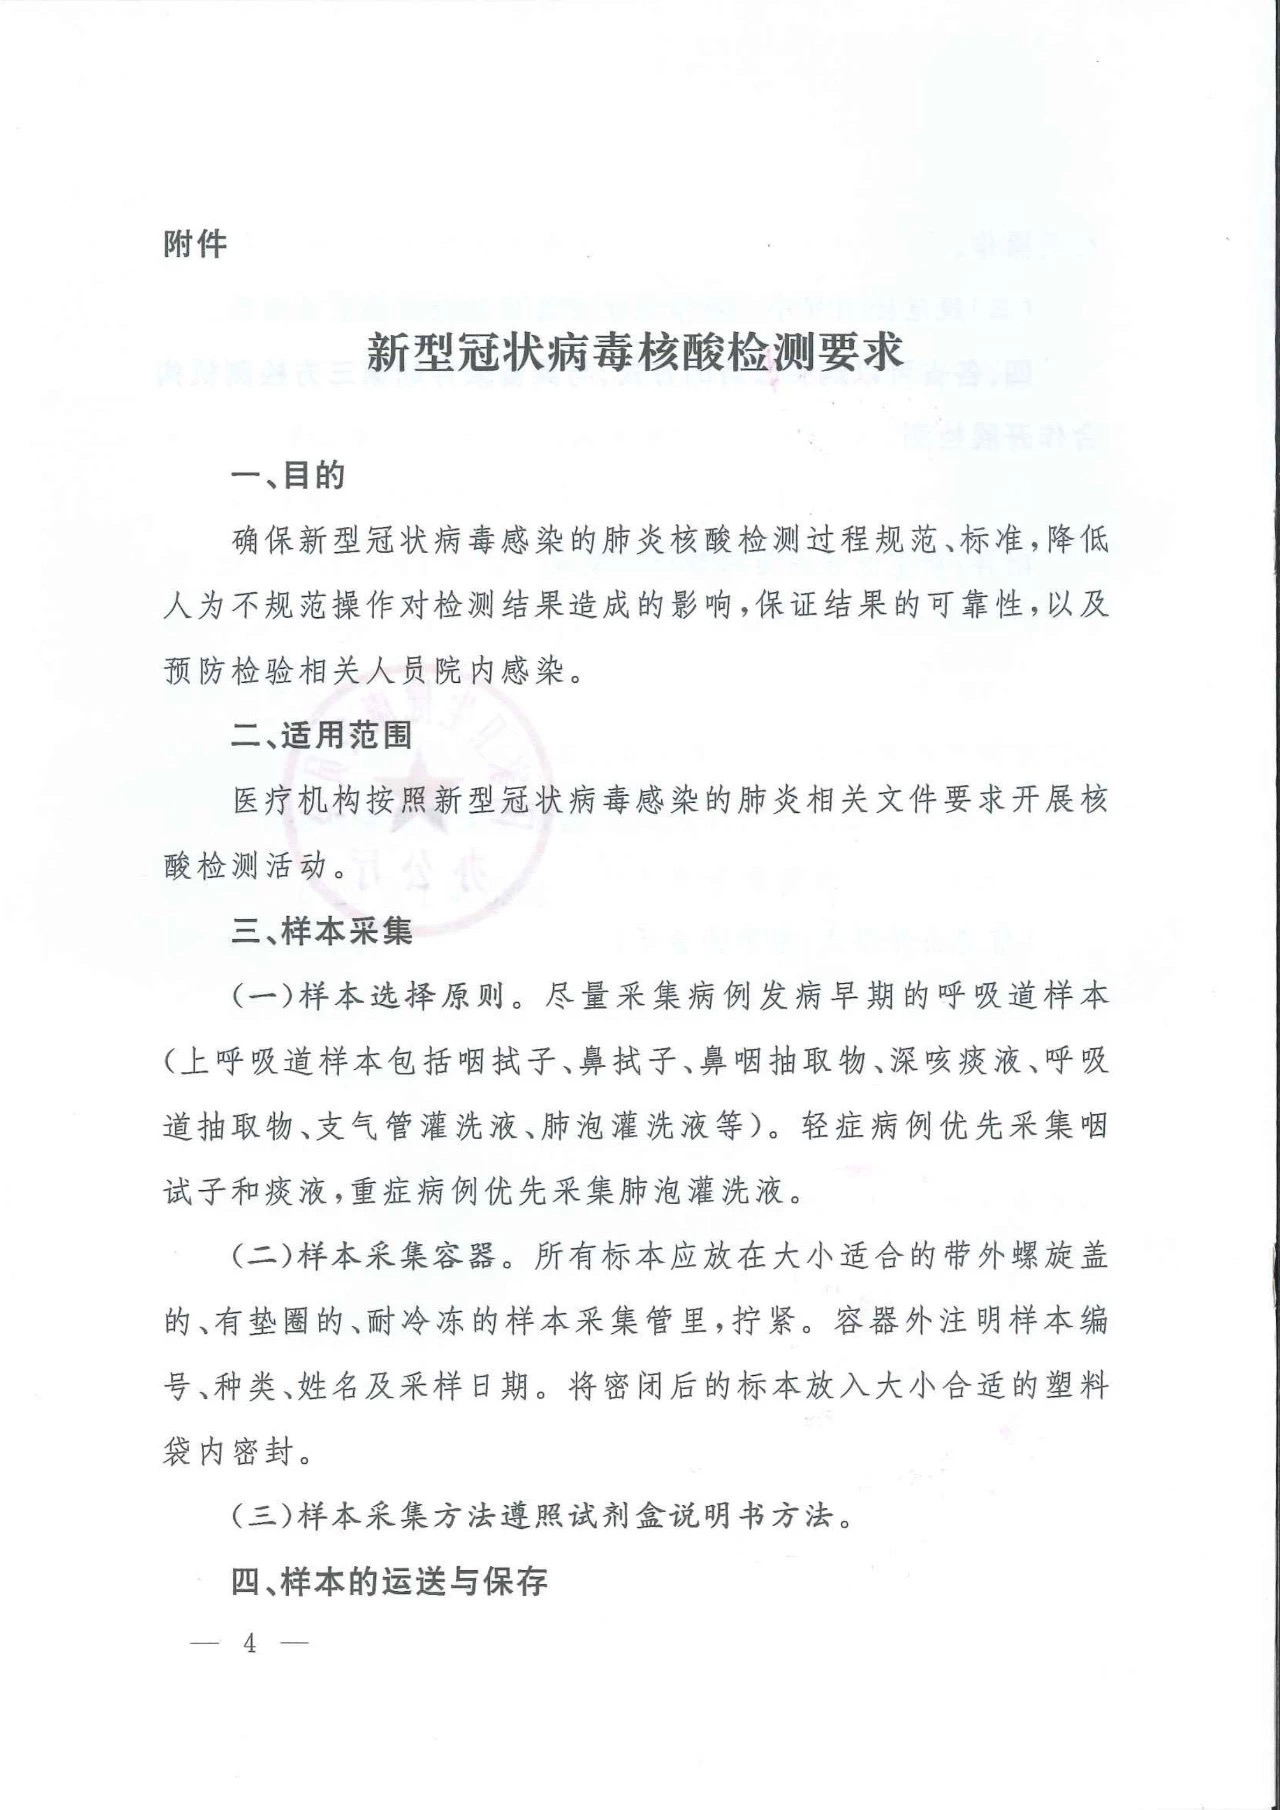 附件
新型冠状病毒核酸检测要求
一、目的
确保新型冠状病毒感染的肺炎核酸检测过程规范、标准,降低
人为不规范操作对检测结果造成的影响,保证结果的可靠性,以及
预防检验相关人员院内感染。
二、适用范围
医疗机构按照新型冠状病毒感染的肺炎相关文件要求开展核
酸检测活动。
三、样本采集
(一)样本选择原则。尽量采集病例发病早期的呼吸道样本
(上呼吸道样本包括咽拭子、鼻拭子、鼻咽抽取物、深咳痰液、呼吸
道抽取物、支气管灌洗液、肺泡灌洗液等)。轻症病例优先采集咽
试子和痰液,重症病例优先采集肺泡灌洗液。
(二)样本采集容器。所有标本应放在大小适合的带外螺旋盖
的、有垫圈的、耐冷冻的样本采集管里,拧紧。容器外注明样本编
号、种类、姓名及采样日期。将密闭后的标本放入大小合适的塑料
袋内密封。
(三)样本采集方法遵照试剂盒说明书方法。
四、样本的运送与保存
— 4 —